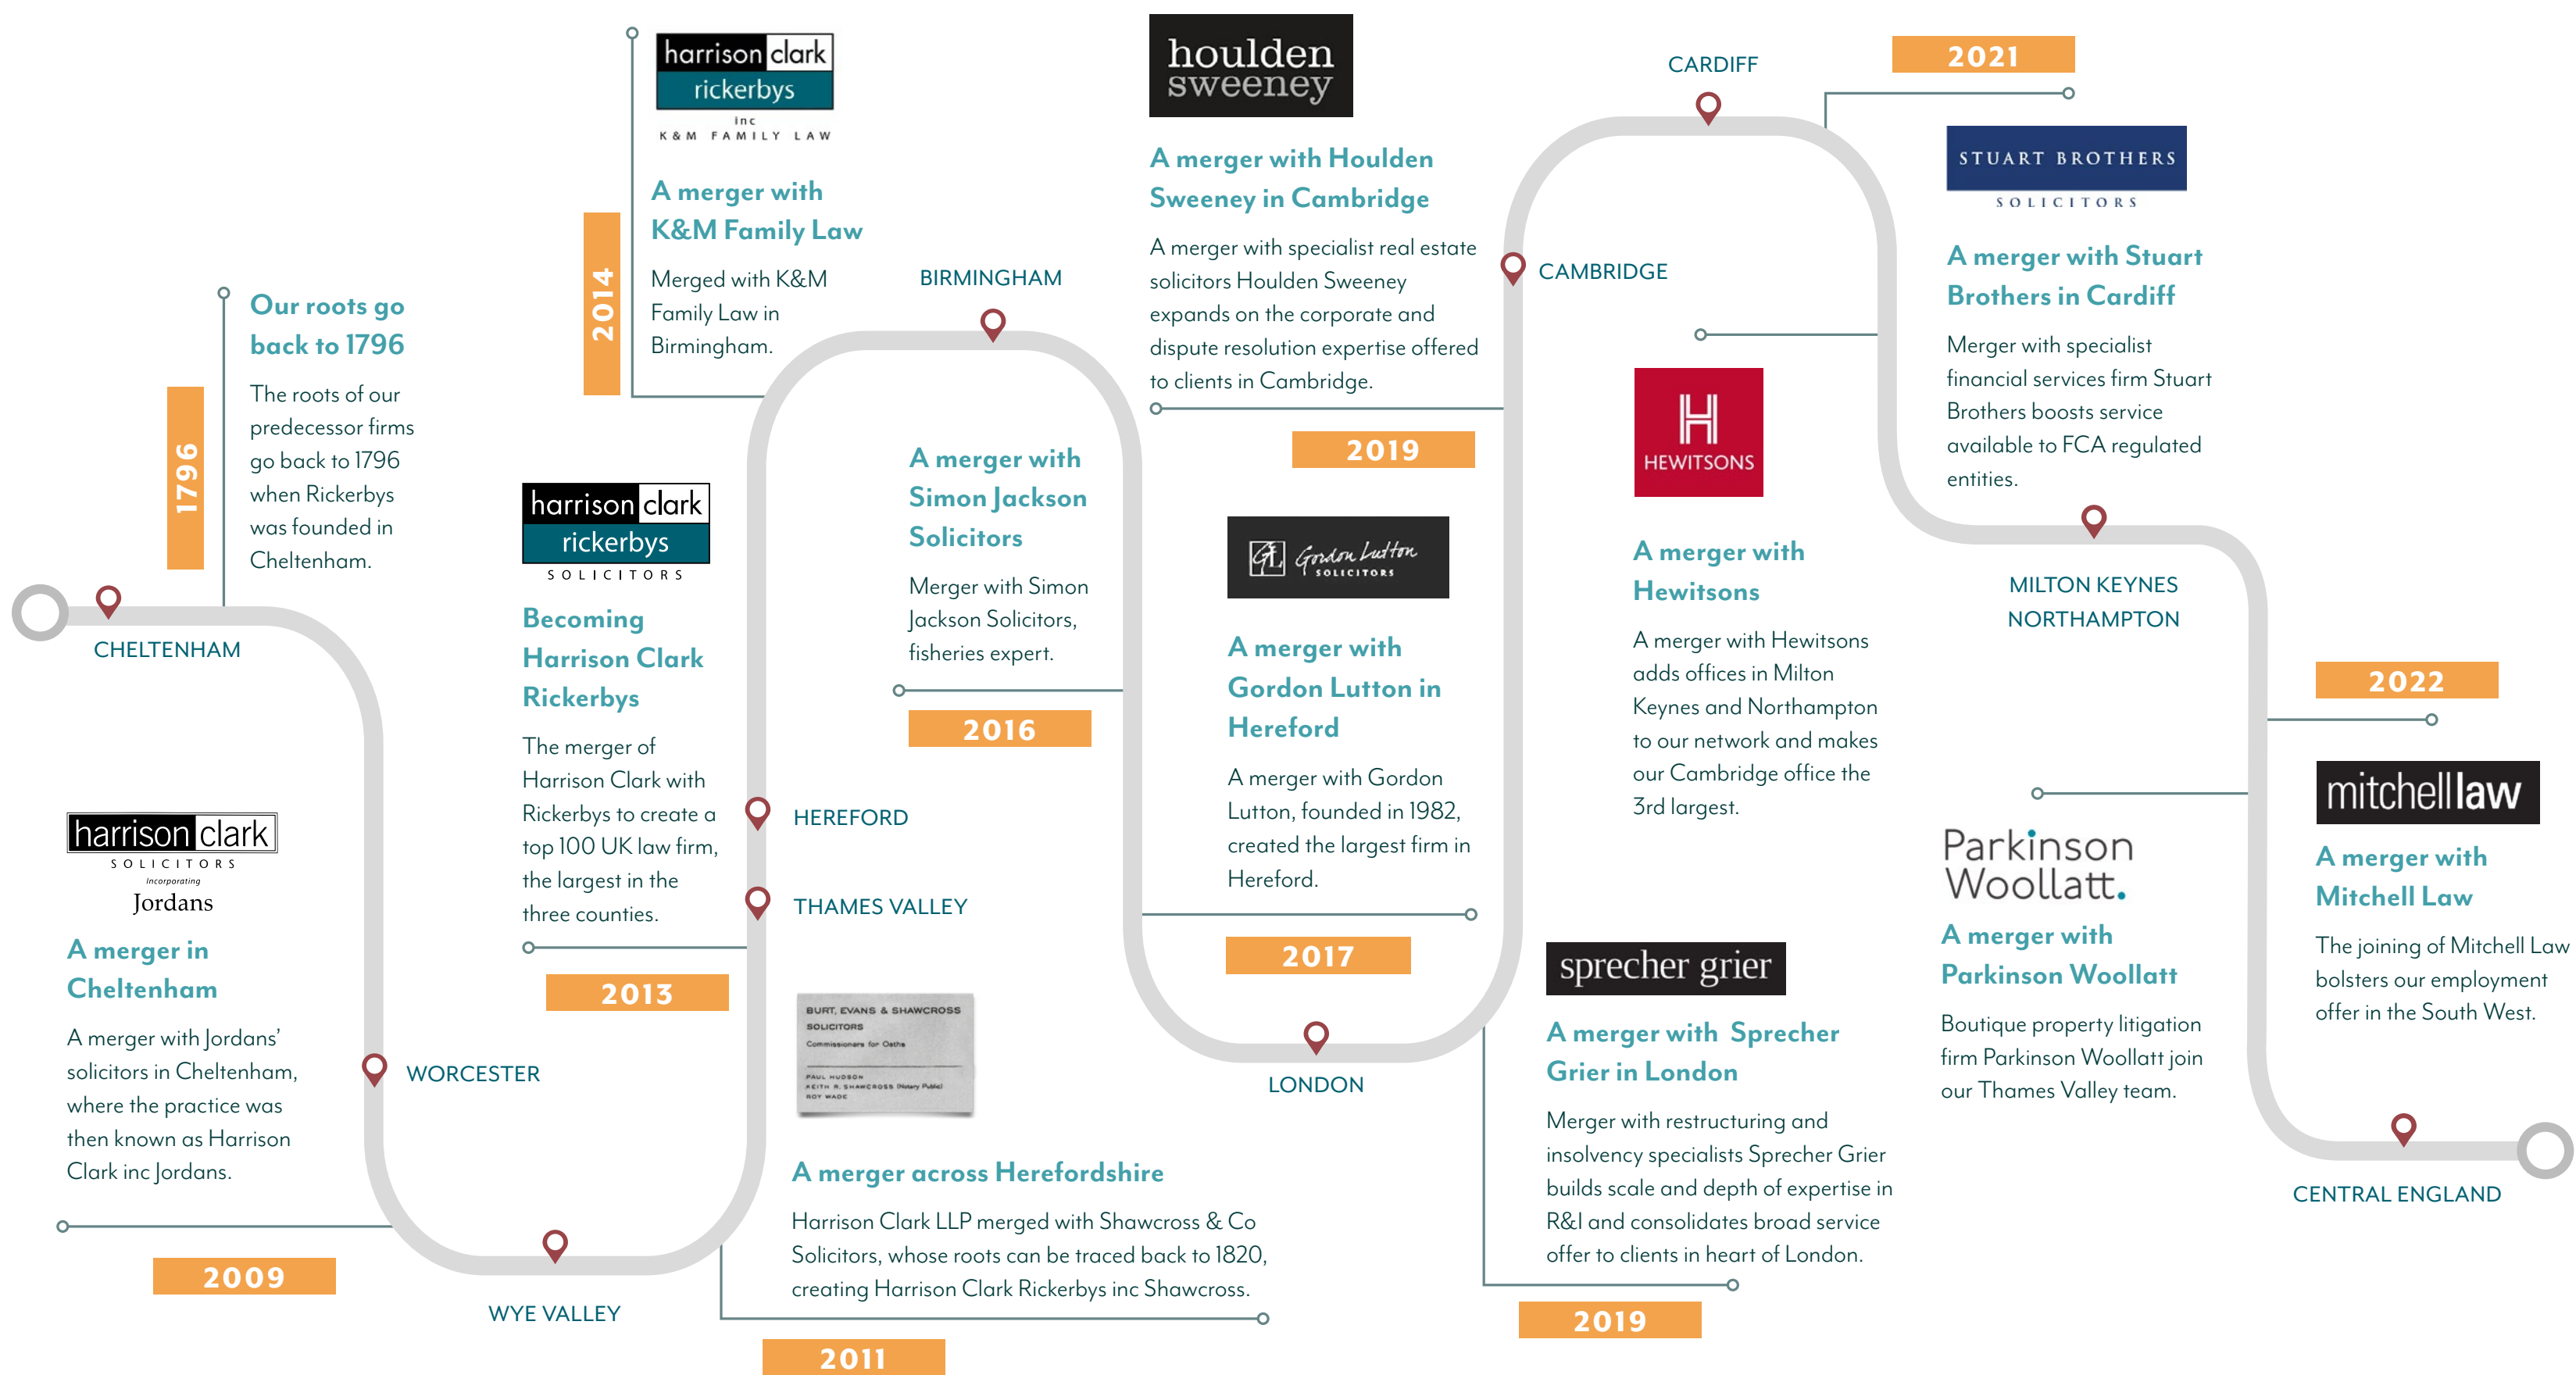 1796
Our roots go
back to 1796
The roots of our
predecessor firms
go back to 1796
when Rickerbys
was founded in
Cheltenham.
CHELTENHAM
harrison clark
SOLICITORS
incorporating
Jordans
A merger in
Cheltenham
A merger with Jordans’
solicitors in Cheltenham,
where the practice was
then known as Harrison
Clark inc Jordans.
2009
WORCESTER
WYE VALLEY
BURT, EVANS & SHAWCROSS
SOLICITORS
Commissioners for Oaths
PAUL HUDSON
KEITH R. SHAWCROSS (Notary Public)
ROY WADE
A merger across Herefordshire
Harrison Clark LLP merged with Shawcross & Co
Solicitors, whose roots can be traced back to 1820,
creating Harrison Clark Rickerbys inc Shawcross.
2011
THAMES VALLEY
HEREFORD
harrison clark
rickerbys
SOLICITORS
Becoming
Harrison Clark
Rickerbys
The merger of
Harrison Clark with
Rickerbys to create a
top 100 UK law firm,
the largest in the
three counties.
2013
2014
harrison clark
rickerbys
inc
K&M FAMILY LAW
A merger with
K&M Family Law
Merged with K&M
Family Law in
Birmingham.
BIRMINGHAM
A merger with
Simon Jackson
Solicitors
Merger with Simon
Jackson Solicitors,
fisheries expert.
2016
GL Gordon Lutton
SOLICITORS
A merger with
Gordon Lutton in
Hereford
A merger with Gordon
Lutton, founded in 1982,
created the largest firm in
Hereford.
2017
LONDON
sprecher grier
A merger with Sprecher
Grier in London
Merger with restructuring and
insolvency specialists Sprecher Grier
builds scale and depth of expertise in
R&I and consolidates broad service
offer to clients in heart of London.
2019
houlden
sweeney
A merger with Houlden
Sweeney in Cambridge
A merger with specialist real estate
solicitors Houlden Sweeney
expands on the corporate and
dispute resolution expertise offered
to clients in Cambridge.
2019
CAMBRIDGE
CARDIFF
2021
STUART BROTHERS
SOLICITORS
A merger with Stuart
Brothers in Cardiff
Merger with specialist
financial services firm Stuart
Brothers boosts service
available to FCA regulated
entities.
H
HEWITSONS
A merger with
Hewitsons
A merger with Hewitsons
adds offices in Milton
Keynes and Northampton
to our network and makes
our Cambridge office the
3rd largest.
MILTON KEYNES
NORTHAMPTON
2022
mitchelllaw
A merger with
Mitchell Law
The joining of Mitchell Law
bolsters our employment
offer in the South West.
Parkinson
Woollatt.
A merger with
Parkinson Woollatt
Boutique property litigation
firm Parkinson Woollatt join
our Thames Valley team.
CENTRAL ENGLAND